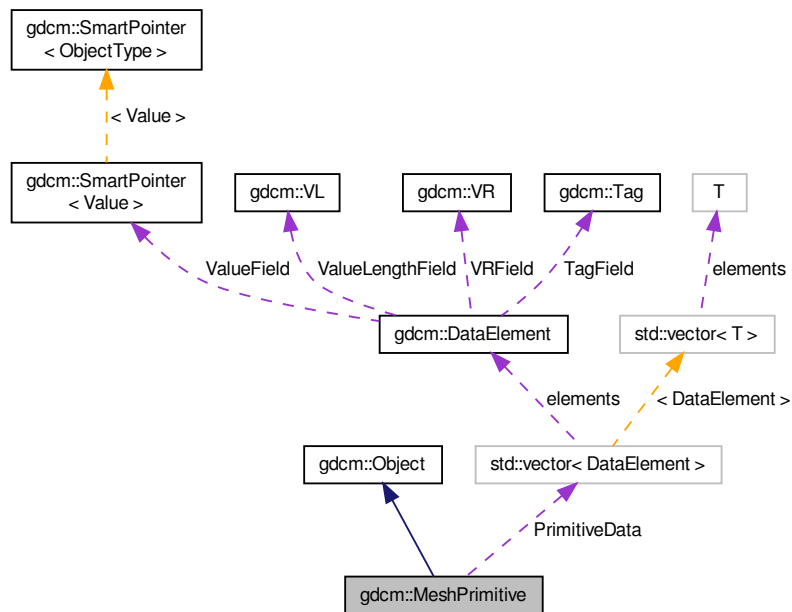 gdcm::SmartPointer
< ObjectType >
< Value >
gdcm::SmartPointer
< Value >
gdcm::VL
gdcm::VR
gdcm::Tag
T
ValueField
ValueLengthField
VRField
TagField
elements
gdcm::DataElement
std::vector< T >
elements
< DataElement >
gdcm::Object
std::vector< DataElement >
PrimitiveData
gdcm::MeshPrimitive